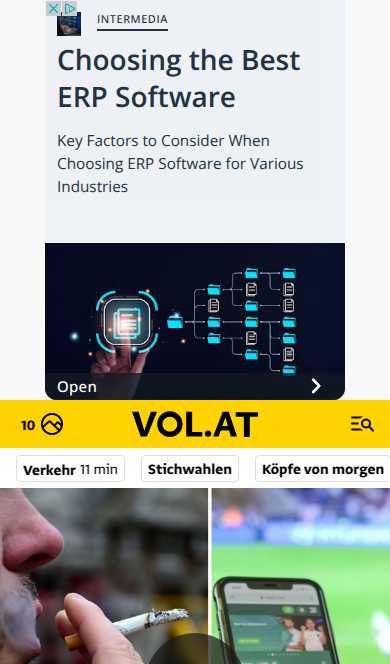 INTERMEDIA
Choosing the Best
ERP Software
Key Factors to Consider When
Choosing ERP Software for Various
Industries
Open
10
VOL.AT
Verkehr 11 min
Stichwahlen
Köpfe von morgen